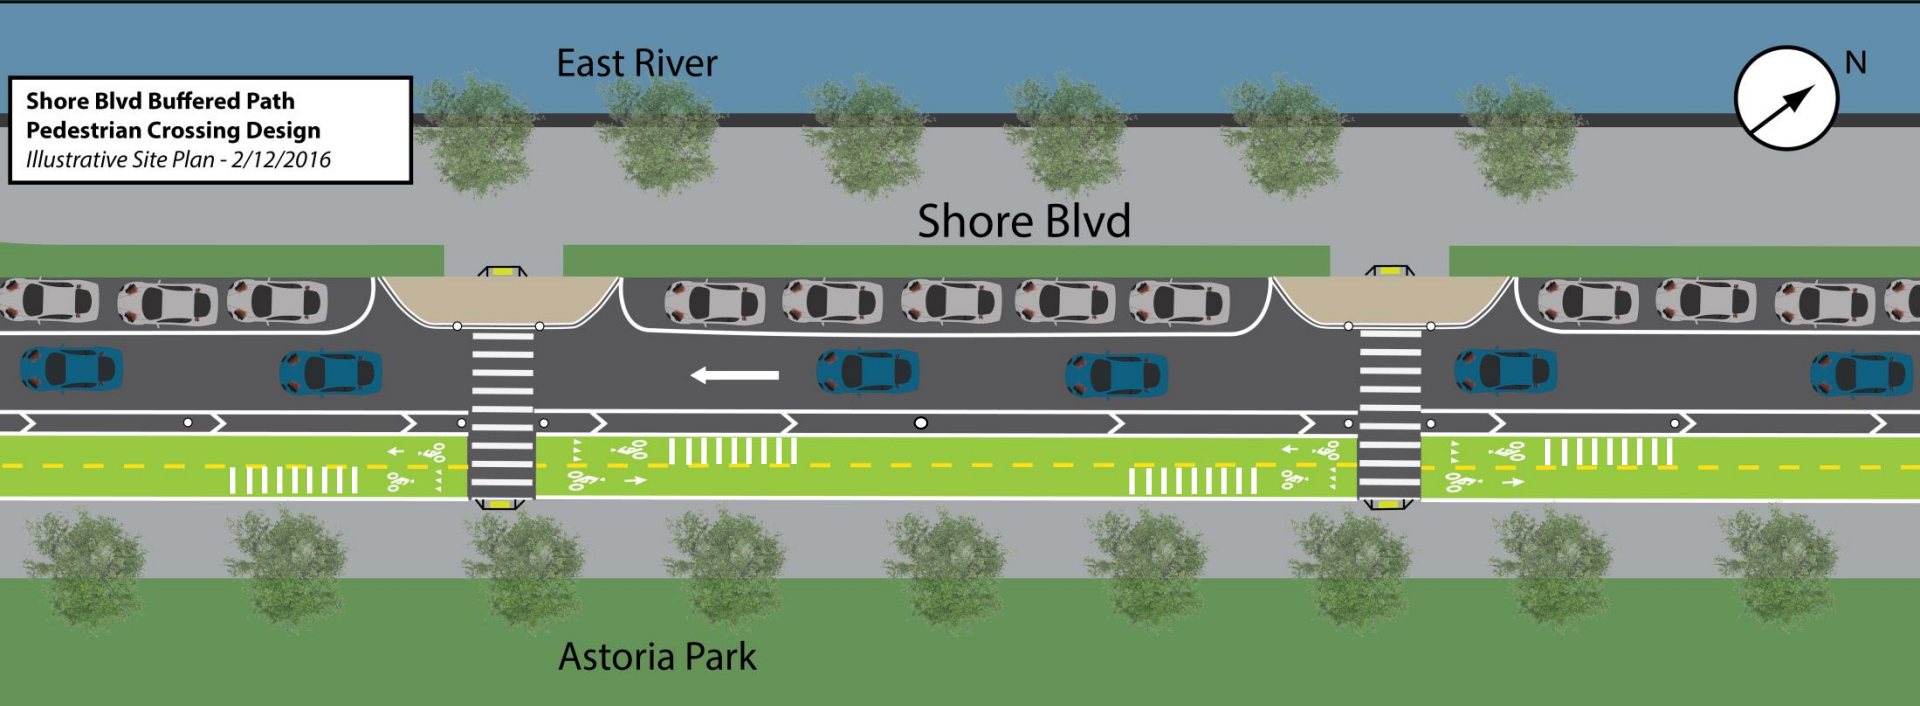 East River
N
Shore Blvd Buffered Path
Pedestrian Crossing Design
Illustrative Site Plan - 2/12/2016
Shore Blvd
Astoria Park